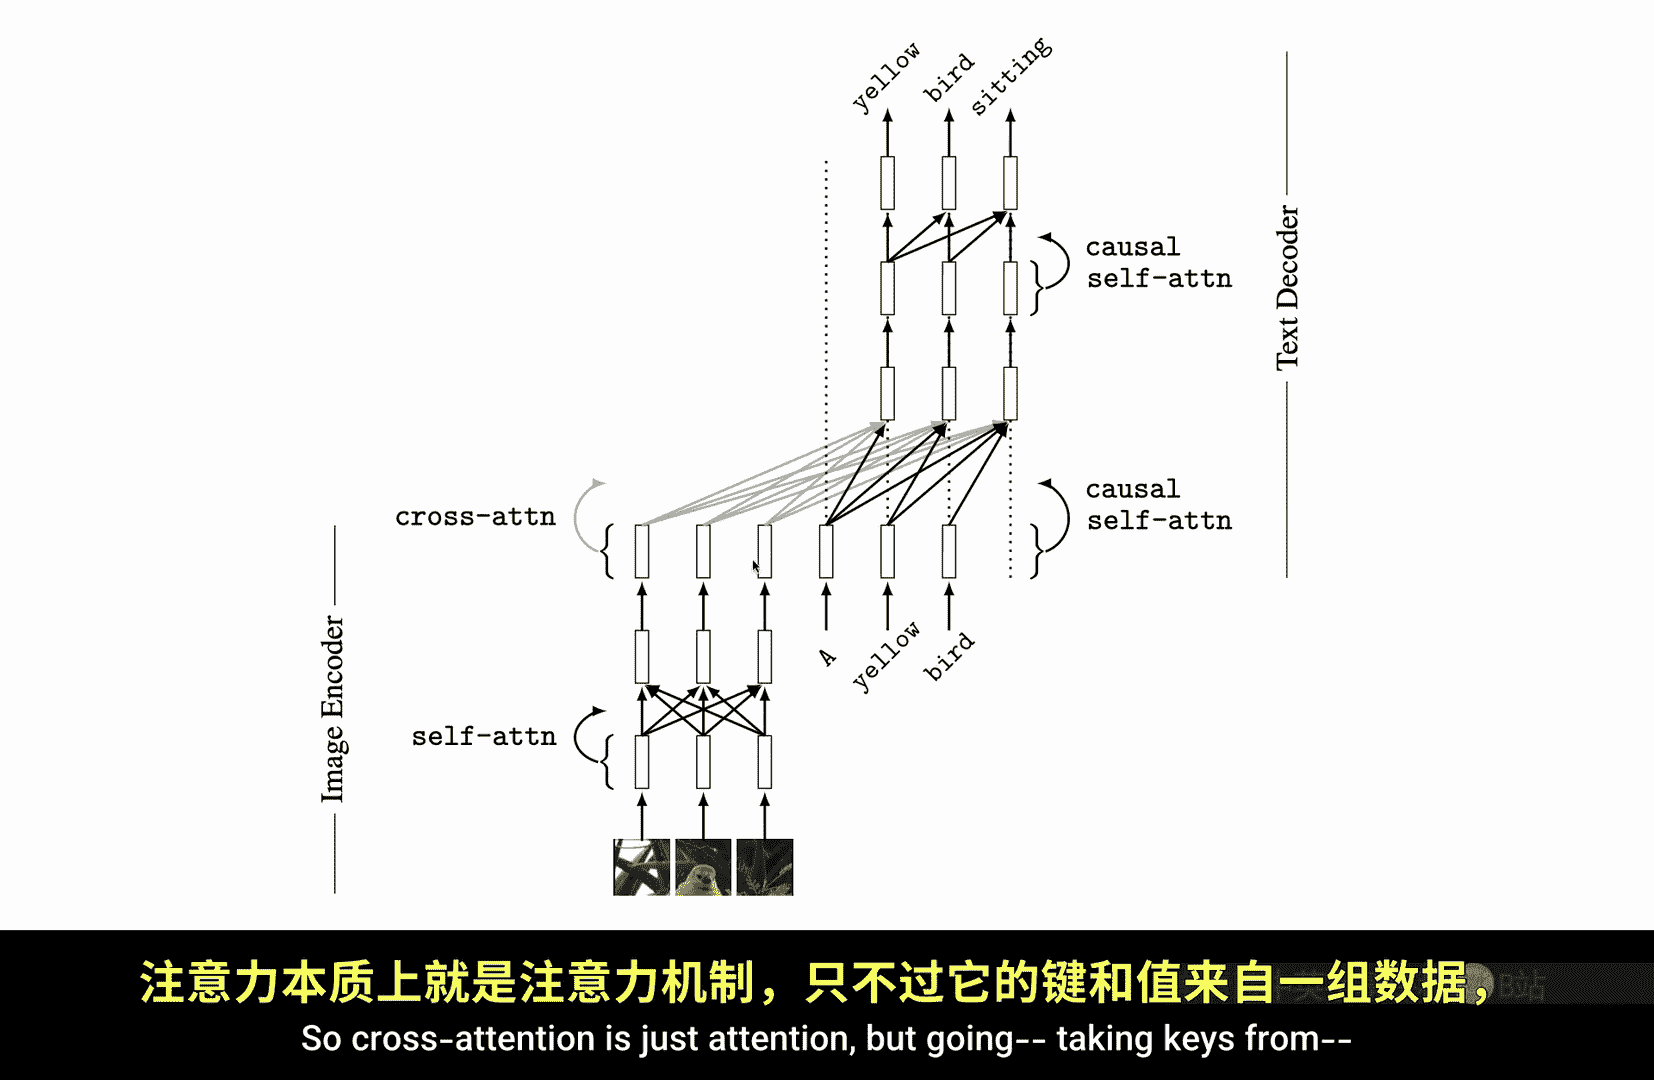 yellow
bird
sitting
causal
self-attn
Text Decoder
cross-attn
causal
self-attn
A
yellow
bird
Image Encoder
self-attn
注意力本质上就是注意力机制，只不过它的键和值来自一组数据，
B站
So cross-attention is just attention, but going-- taking keys from--